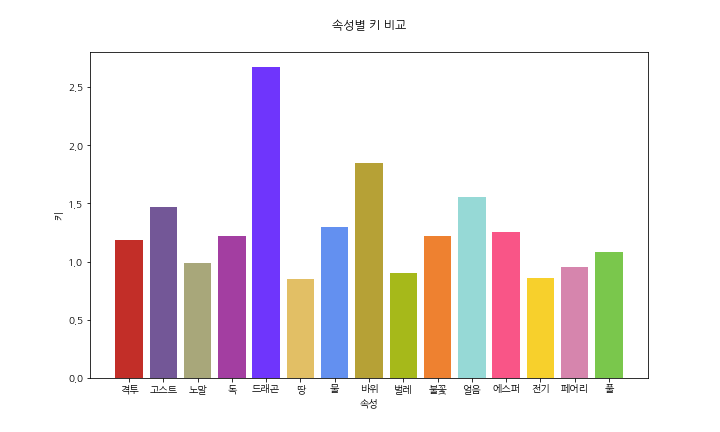 속성별 키 비교
2.5
2.0
1.5
1.0
0.5
0.0
키
격투 고스트 노말 독 드래곤 땅 물 바위 벌레 불꽃 얼음 에스퍼 전기 페어리 풀
속성